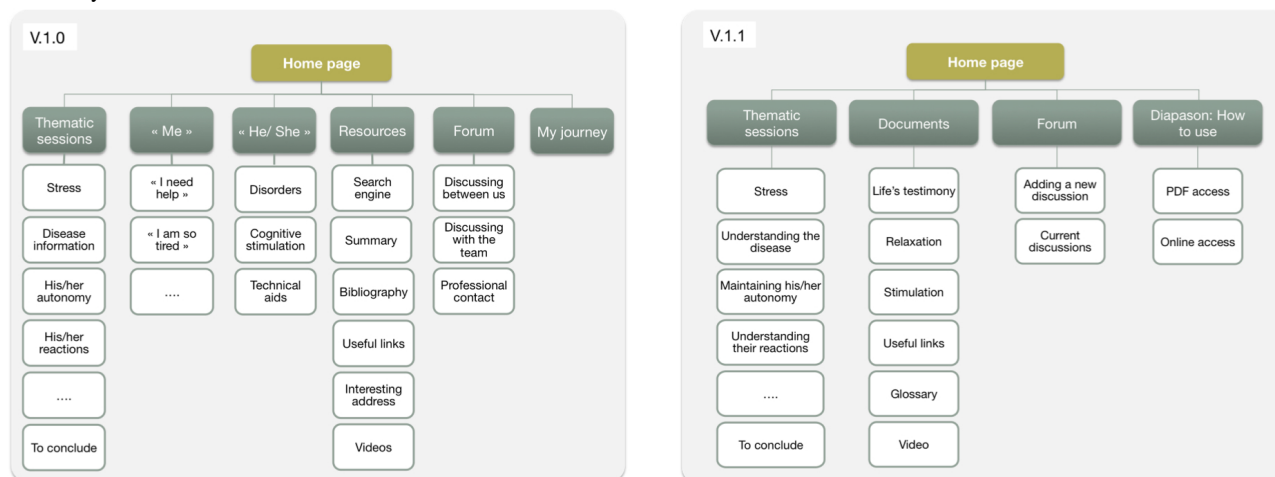 V.1.0
Home page
Thematic
sessions
« Me »
« He/ She »
Resources
Forum
My journey
Stress
Disease
information
His/her
autonomy
His/her
reactions
....
To conclude
« I need
help »
« I am so
tired »
....
Disorders
Cognitive
stimulation
Technical
aids
Search
engine
Summary
Bibliography
Useful links
Interesting
address
Videos
Discussing
between us
Discussing
with the
team
Professional
contact
V.1.1
Home page
Thematic
sessions
Documents
Forum
Diapason: How
to use
Stress
Understanding the
disease
Maintaining his/her
autonomy
Understanding
their reactions
....
To conclude
Life's testimony
Relaxation
Stimulation
Useful links
Glossary
Video
Adding a new
discussion
Current
discussions
PDF access
Online access